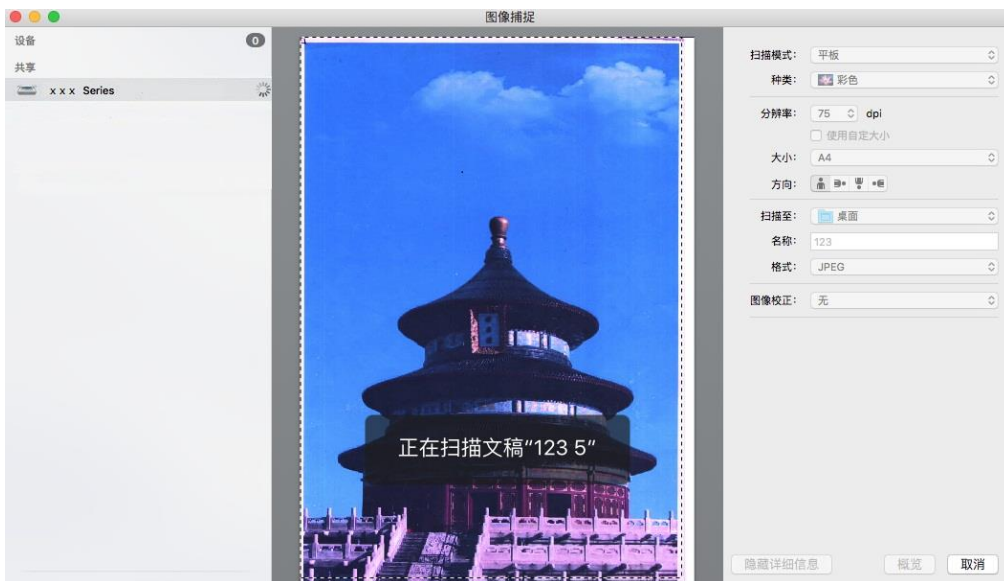 图像捕捉
设备 0
共享
x x x Series
正在扫描文稿“123 5”
扫描模式： 平板
种类： 彩色
分辨率： 75 dpi
使用自定大小
大小： A4
方向：
扫描至： 桌面
名称： 123
格式： JPEG
图像校正： 无
隐藏详细信息 概览 取消